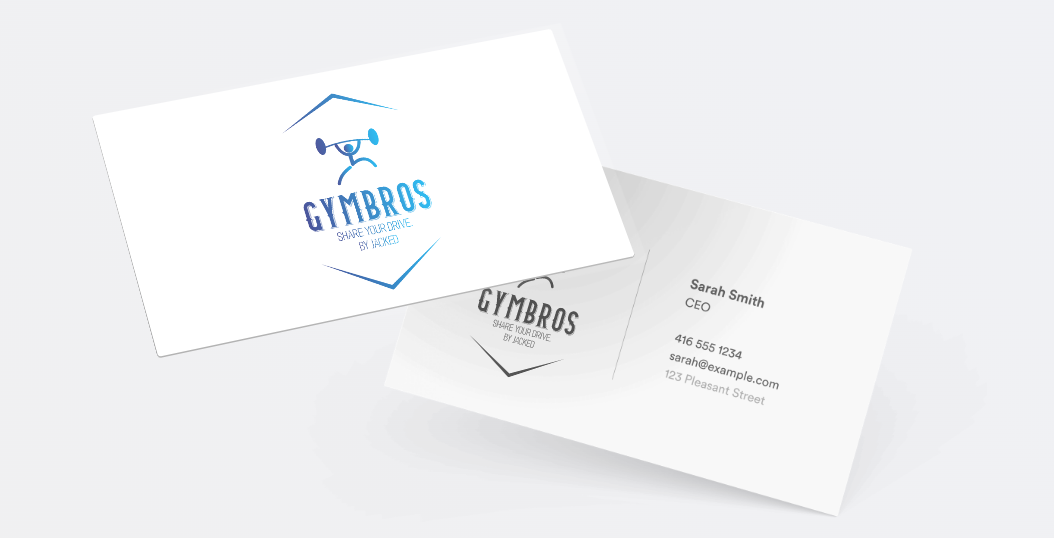 GYMBROS
SHARE YOUR DRIVE.
BY JACKED
GYMBROS
SHARE YOUR DRIVE.
BY JACKED
Sarah Smith
CEO
416 555 1234
sarah@example.com
123 Pleasant Street